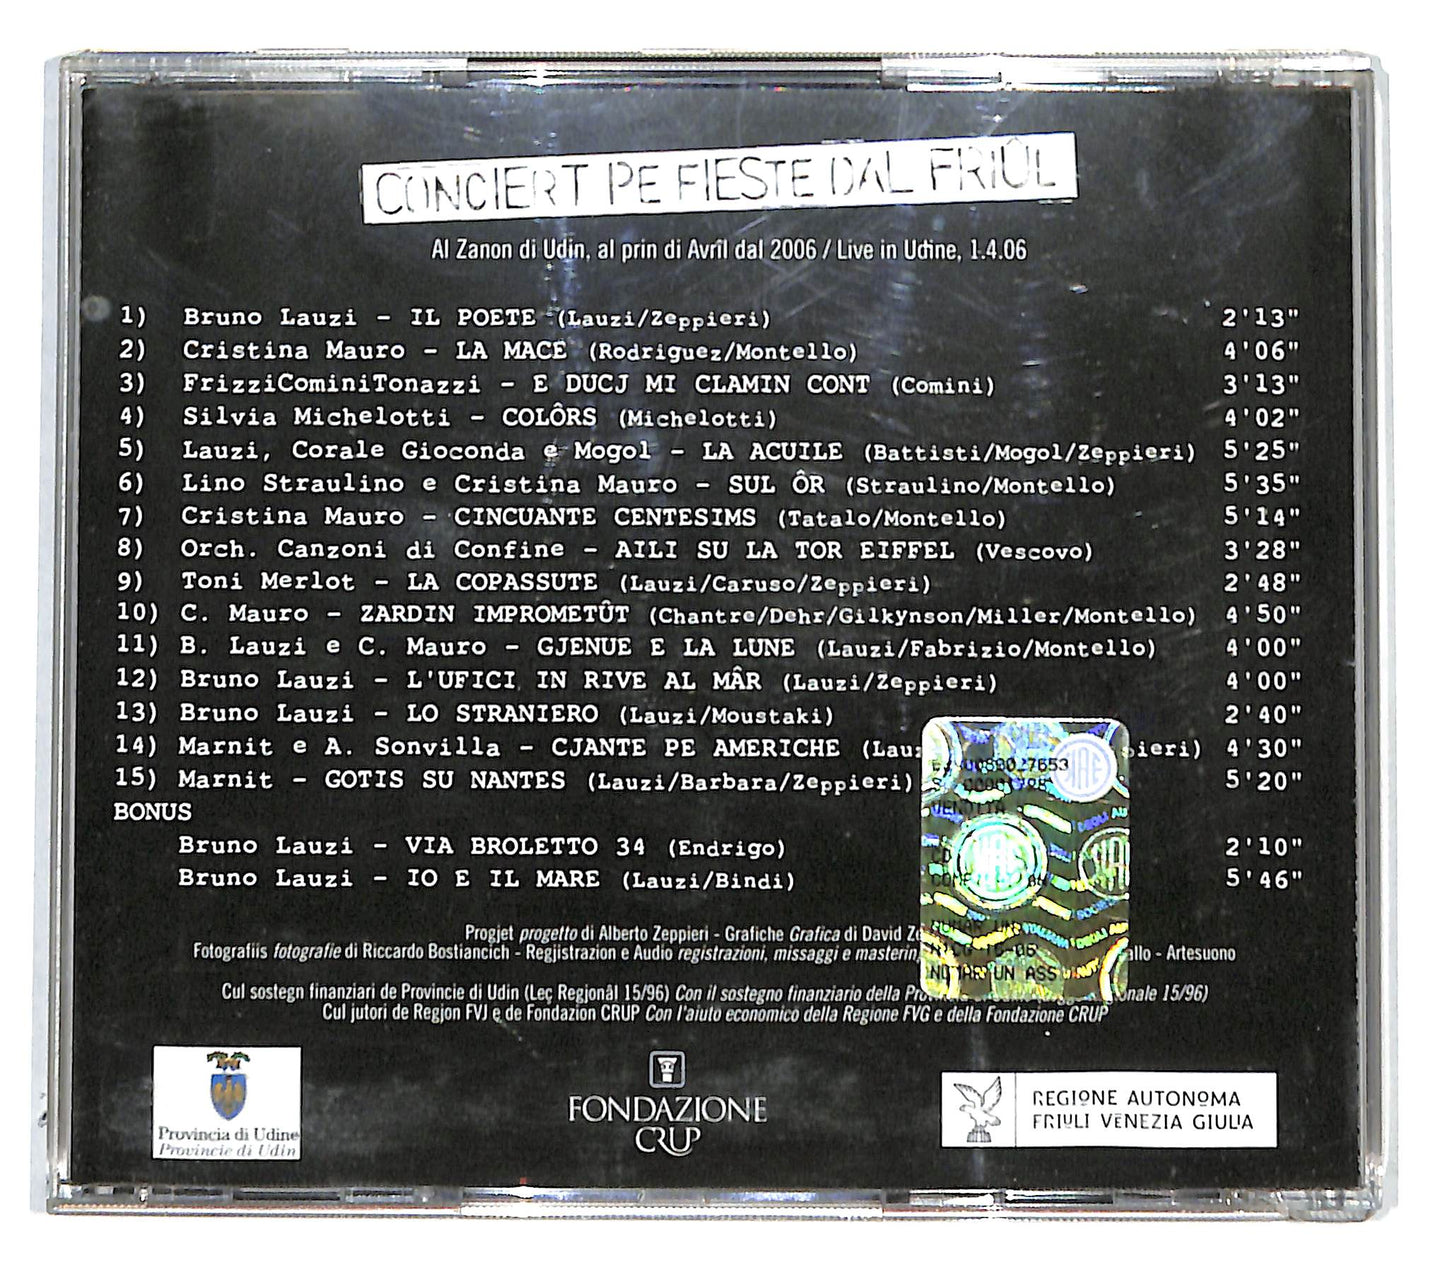 CONCIERT PE FIESTE DAL FRIÛL
Al Zanon di Udin, al prin di Avrîl dal 2006 / Live in Udine, 1.4.06
1) Bruno Lauzi - IL POETE (Lauzi/Zeppieri) 2'13"
2) Cristina Mauro - LA MACE (Rodriguez/Montello) 4'06"
3) FrizziCominiTonazzi - E DUCJ MI CLAMIN CONT (Comini) 3'13"
4) Silvia Michelotti - COLÔRS (Michelotti) 4'02"
5) Lauzi, Corale Gioconda e Mogol - LA ACUILE (Battisti/Mogol/Zeppieri) 5'25"
6) Lino Straulino e Cristina Mauro - SUL ÔR (Straulino/Montello) 5'35"
7) Cristina Mauro - CINCUANTE CENTESIMS (Tatalo/Montello) 5'14"
8) Orch. Canzoni di Confine - AILI SU LA TOR EIFFEL (Vescovo) 3'28"
9) Toni Merlot - LA COPASSUTE (Lauzi/Caruso/Zeppieri) 2'48"
10) C. Mauro - ZARDIN IMPROMETÛT (Chantre/Dehr/Gilkynson/Miller/Montello) 4'50"
11) B. Lauzi e C. Mauro - GJENUE E LA LUNE (Lauzi/Fabrizio/Montello) 4'00"
12) Bruno Lauzi - L'UFICI IN RIVE AL MÂR (Lauzi/Zeppieri) 4'00"
13) Bruno Lauzi - LO STRANIERO (Lauzi/Moustaki) 2'40"
14) Marnit e A. Sonvilla - CJANTE PE AMERICHE 4'30"
15) Marnit - GOTIS SU NANTES (Lauzi/Barbara/Zeppieri) 5'20"
BONUS
Bruno Lauzi - VIA BROLETTO 34 (Endrigo) 2'10"
Bruno Lauzi - IO E IL MARE (Lauzi/Bindi) 5'46"
VENDITA
CD
Progjet progetto di Alberto Zeppieri - Grafiche Grafica di David
Fotografiis fotografie di Riccardo Bostiancich - Regjistrazion e Audio registrazioni, missaggi e - Artesuono
NUMAR UN ASS
Cul sostegn finanziari de Provincie di Udin (Leç Regjonâl 15/96) Con il sostegno finanziario della 15/96)
Cul jutori de Regjon FVJ e de Fondazion CRUP Con l'aiuto economico della Regione FVG e della Fondazione CRUP
Provincia di Udine
Provincie di Udin
FONDAZIONE
CRUP
REGIONE AUTONOMA
FRIULI VENEZIA GIULIA